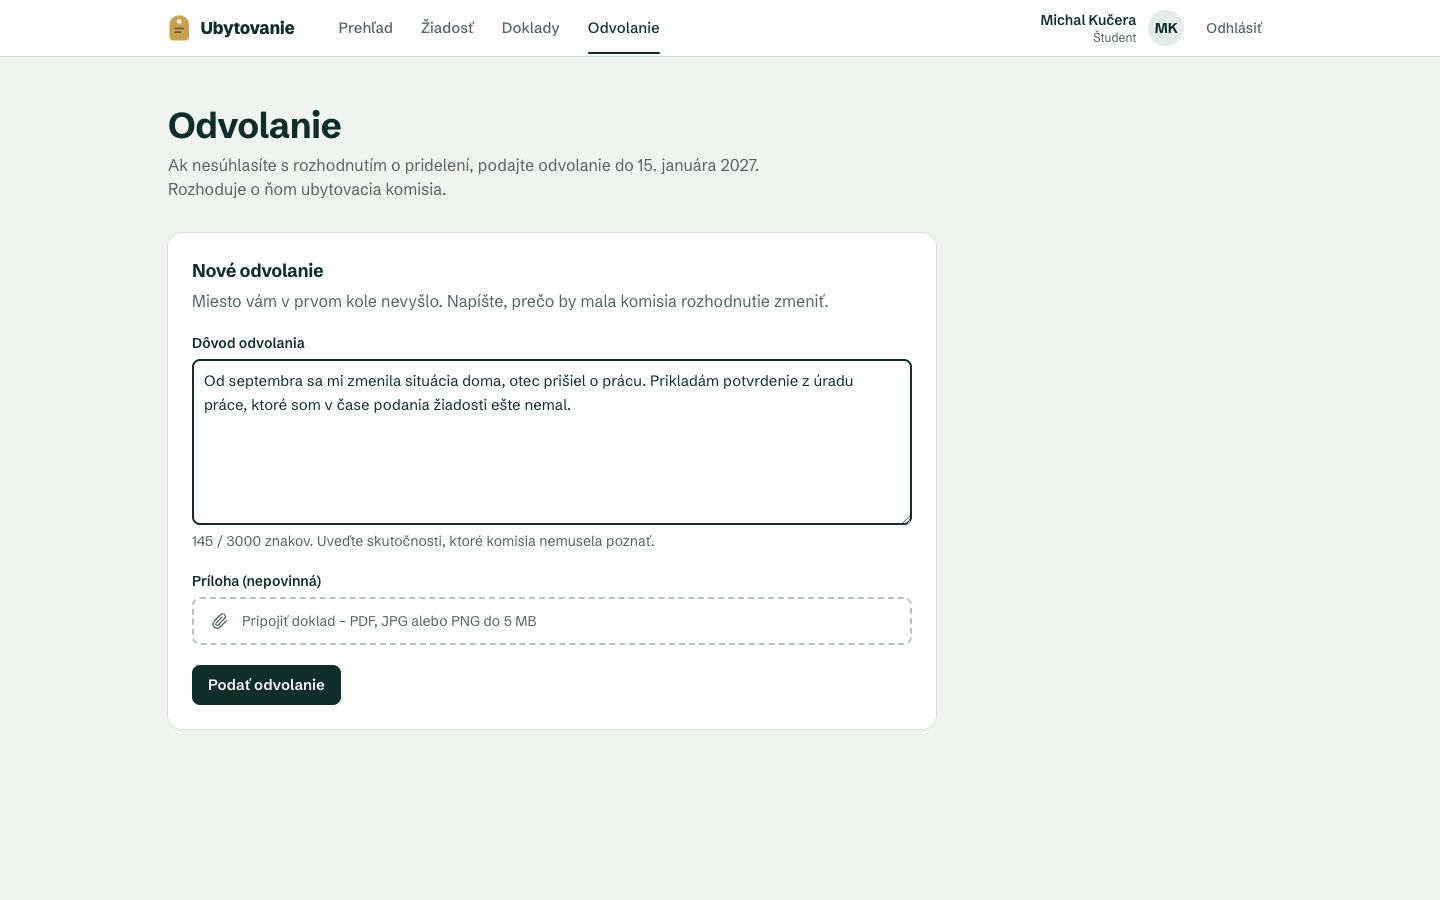 Ubytovanie
Prehľad
Žiadosť
Doklady
Odvolanie
Michal Kučera
Študent
MK
Odhlásiť
Odvolanie
Ak nesúhlasíte s rozhodnutím o pridelení, podajte odvolanie do 15. januára 2027.
Rozhoduje o ňom ubytovacia komisia.
Nové odvolanie
Miesto vám v prvom kole nevyšlo. Napíšte, prečo by mala komisia rozhodnutie zmeniť.
Dôvod odvolania
Od septembra sa mi zmenila situácia doma, otec prišiel o prácu. Prikladám potvrdenie z úradu
práce, ktoré som v čase podania žiadosti ešte nemal.
145 / 3000 znakov. Uveďte skutočnosti, ktoré komisia nemusela poznať.
Príloha (nepovinná)
Pripojiť doklad – PDF, JPG alebo PNG do 5 MB
Podať odvolanie